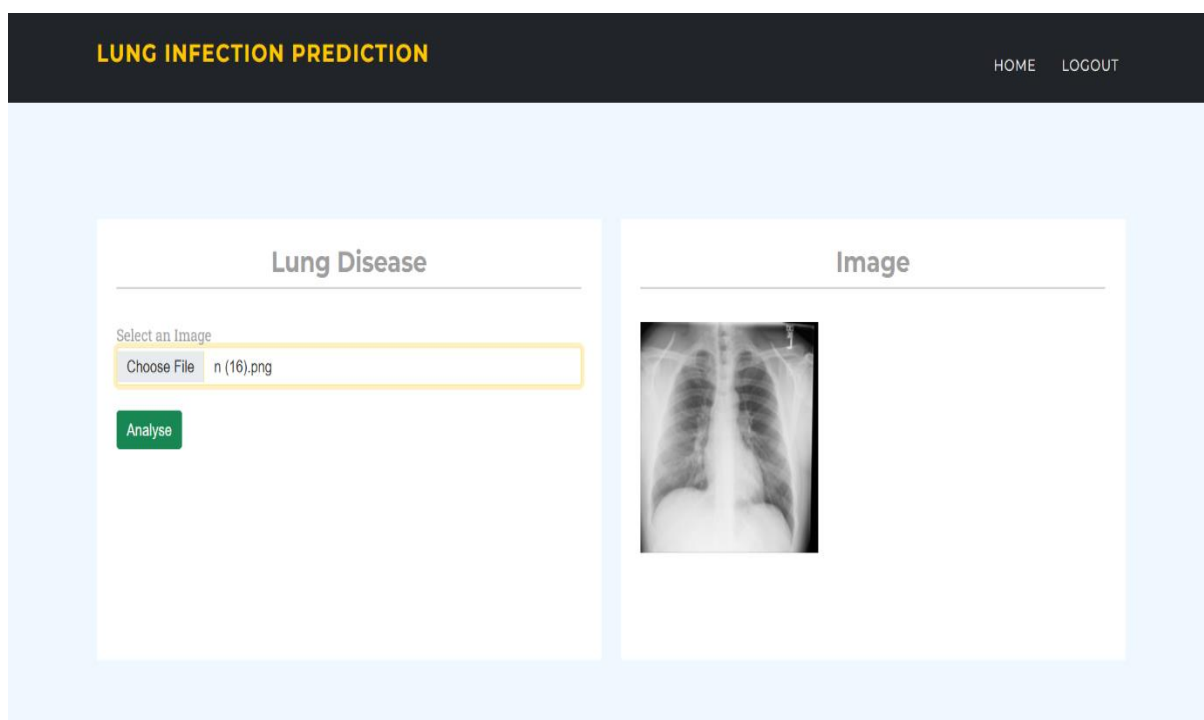 LUNG INFECTION PREDICTION
HOME LOGOUT
Lung Disease
Select an Image
Choose File n (16).png
Analyse
Image